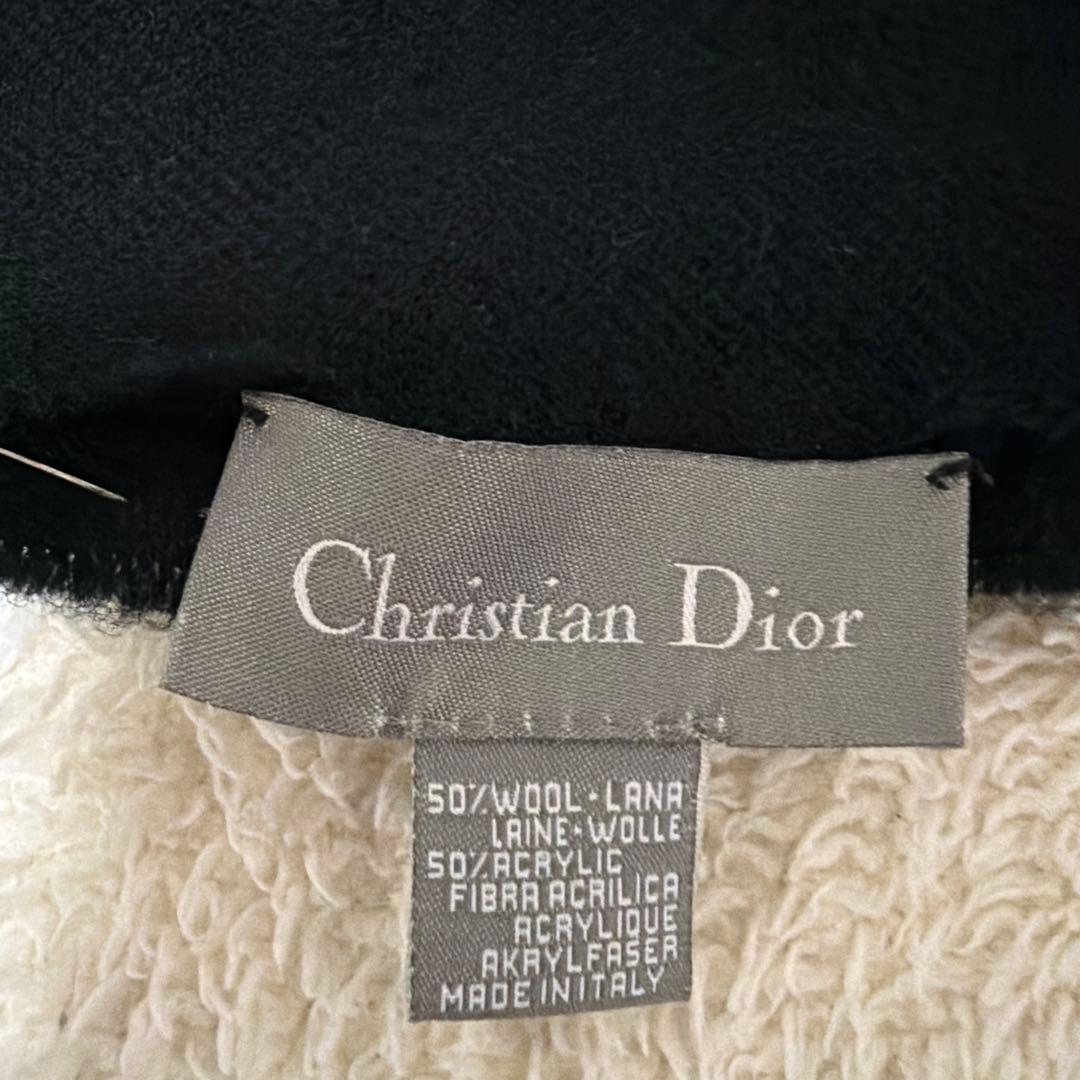 Christian Dior
50%WOOL•LANA
LAINE•WOLLE
50%ACRYLIC
FIBRA ACRILICA
ACRYLIQUE
AKRYLFASER
MADE IN ITALY